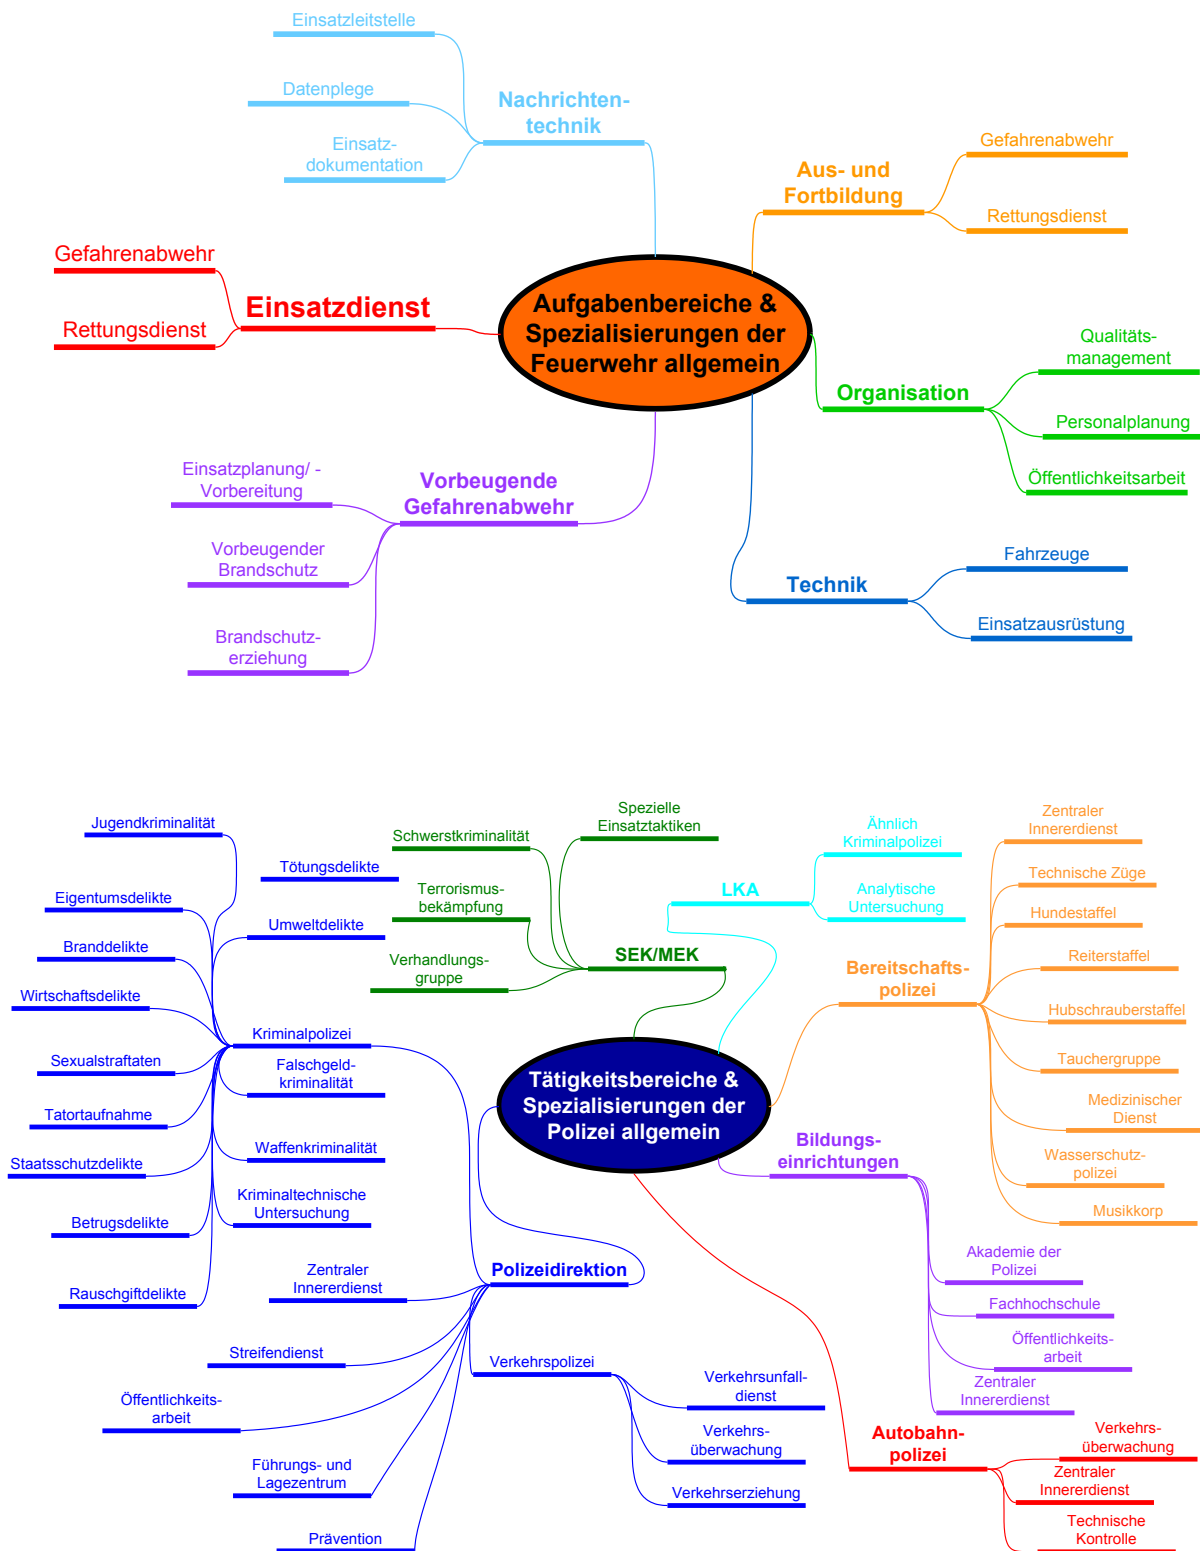 Einsatzleitstelle
Datenplege
Einsatz-
dokumentation
Nachrichten-
technik
Aus- und
Fortbildung
Gefahrenabwehr
Rettungsdienst
Gefahrenabwehr
Rettungsdienst
Einsatzdienst
Aufgabenbereiche &
Spezialisierungen der
Feuerwehr allgemein
Organisation
Qualitäts-
management
Personalplanung
Öffentlichkeitsarbeit
Einsatzplanung/ -
Vorbereitung
Vorbeugender
Brandschutz
Brandschutz-
erziehung
Vorbeugende
Gefahrenabwehr
Technik
Fahrzeuge
Einsatzausrüstung
Jugendkriminalität
Eigentumsdelikte
Branddelikte
Wirtschaftsdelikte
Sexualstraftaten
Tatortaufnahme
Staatsschutzdelikte
Betrugsdelikte
Rauschgiftdelikte
Tötungsdelikte
Umweltdelikte
Kriminalpolizei
Falschgeld-
kriminalität
Waffenkriminalität
Kriminaltechnische
Untersuchung
Zentraler
Innererdienst
Streifendienst
Öffentlichkeits-
arbeit
Führungs- und
Lagezentrum
Prävention
Schwerstkriminalität
Terrorismus-
bekämpfung
Verhandlungs-
gruppe
Spezielle
Einsatztaktiken
SEK/MEK
LKA
Ähnlich
Kriminalpolizei
Analytische
Untersuchung
Tätigkeitsbereiche &
Spezialisierungen der
Polizei allgemein
Polizeidirektion
Verkehrspolizei
Verkehrsunfall-
dienst
Verkehrs-
überwachung
Verkehrserziehung
Bereitschafts-
polizei
Zentraler
Innererdienst
Technische Züge
Hundestaffel
Reiterstaffel
Hubschrauberstaffel
Tauchergruppe
Medizinischer
Dienst
Wasserschutz-
polizei
Musikkorp
Bildungs-
einrichtungen
Akademie der
Polizei
Fachhochschule
Öffentlichkeits-
arbeit
Zentraler
Innererdienst
Autobahn-
polizei
Verkehrs-
überwachung
Zentraler
Innererdienst
Technische
Kontrolle